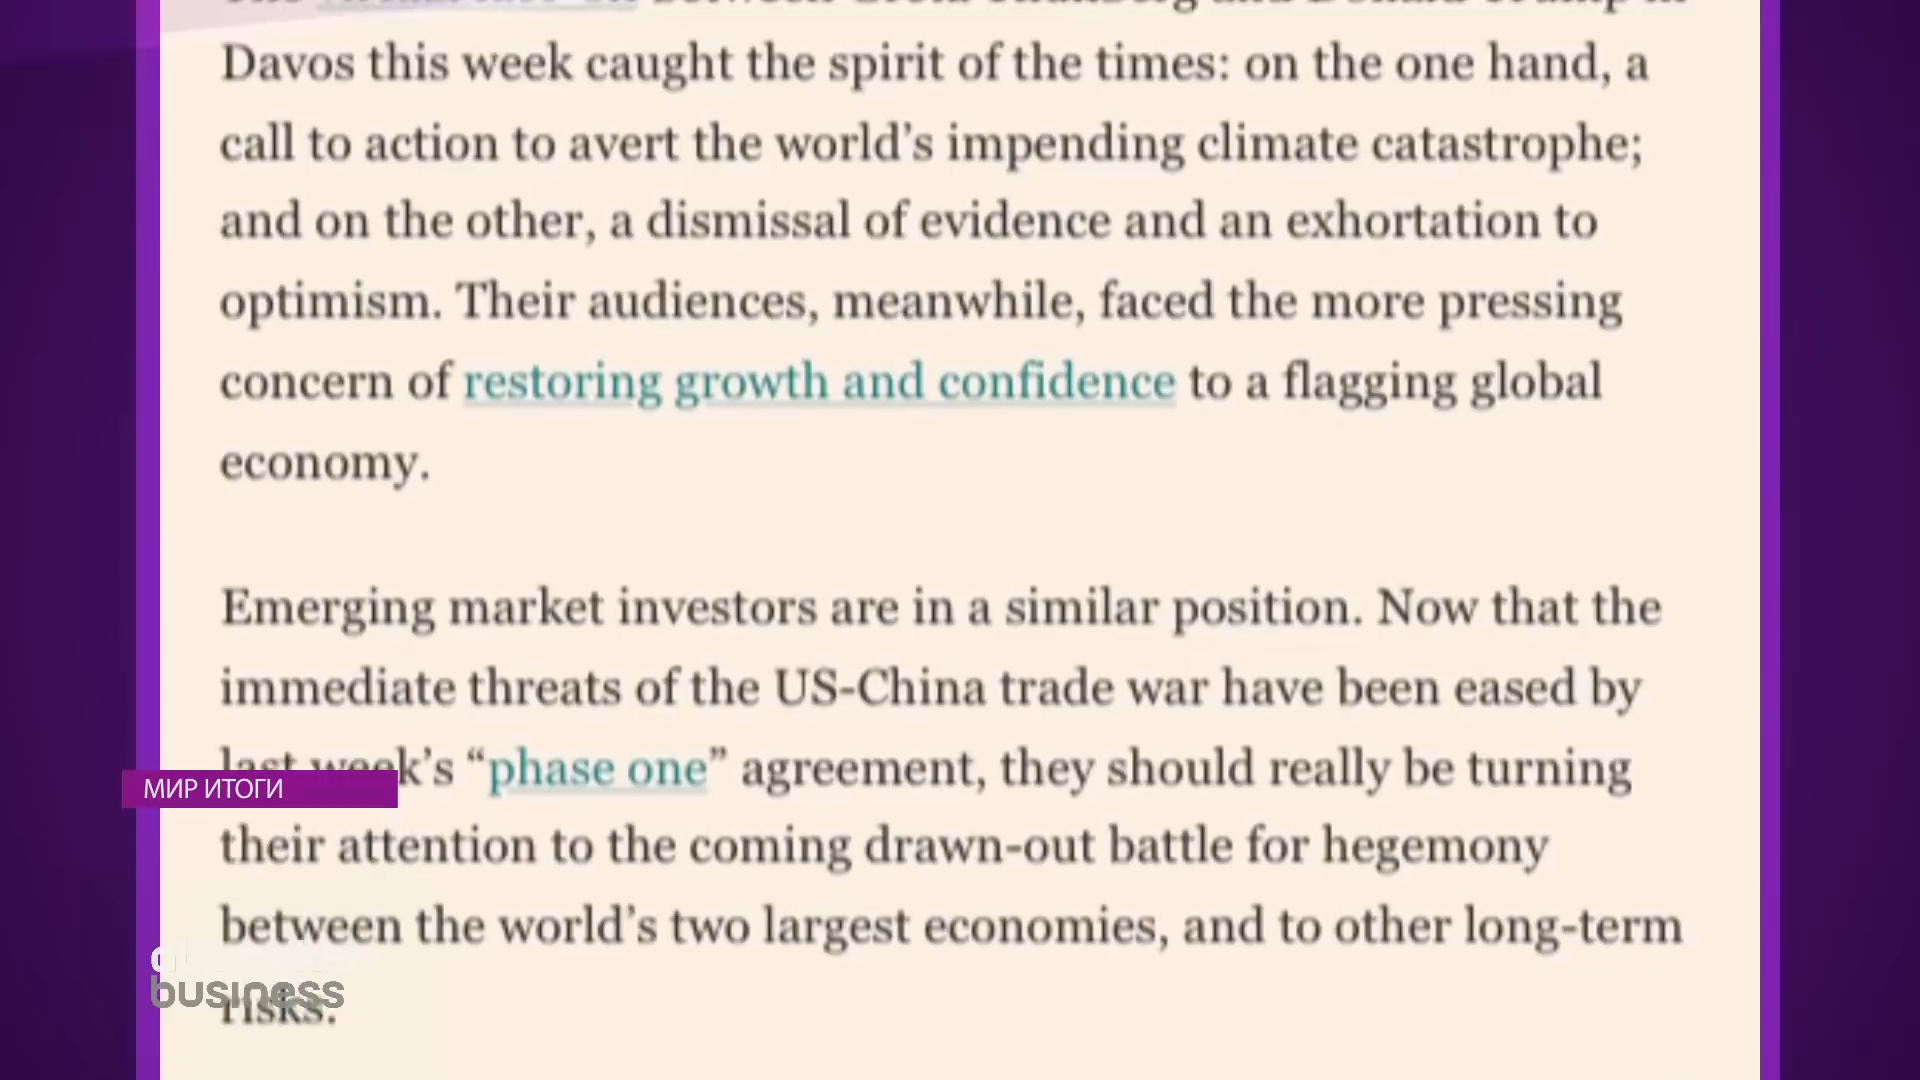 Davos this week caught the spirit of the times: on the one hand, a
call to action to avert the world’s impending climate catastrophe;
and on the other, a dismissal of evidence and an exhortation to
optimism. Their audiences, meanwhile, faced the more pressing
concern of restoring growth and confidence to a flagging global
economy.
Emerging market investors are in a similar position. Now that the
immediate threats of the US-China trade war have been eased by
last week’s “phase one” agreement, they should really be turning
МИР ИТОГИ
their attention to the coming drawn-out battle for hegemony
between the world’s two largest economies, and to other long-term
business
risks.